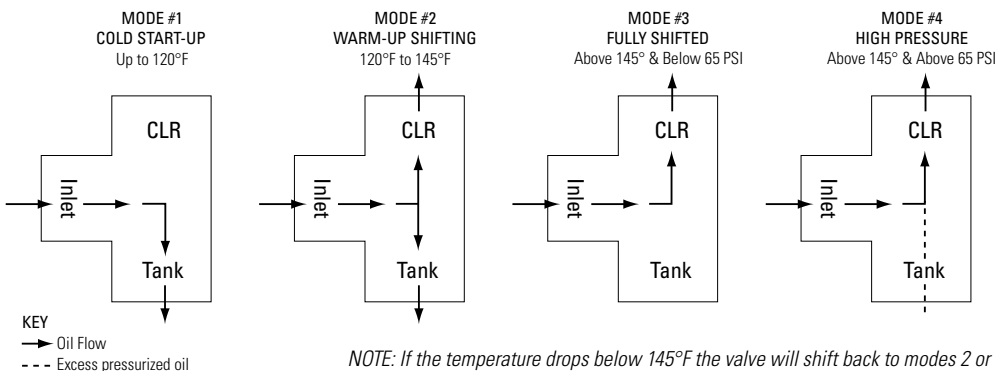 MODE #1
COLD START-UP
Up to 120°F
CLR
Inlet
Tank
MODE #2
WARM-UP SHIFTING
120°F to 145°F
CLR
Inlet
Tank
MODE #3
FULLY SHIFTED
Above 145° & Below 65 PSI
CLR
Inlet
Tank
MODE #4
HIGH PRESSURE
Above 145° & Above 65 PSI
CLR
Inlet
Tank
KEY
Oil Flow
Excess pressurized oil
NOTE: If the temperature drops below 145°F the valve will shift back to modes 2 or